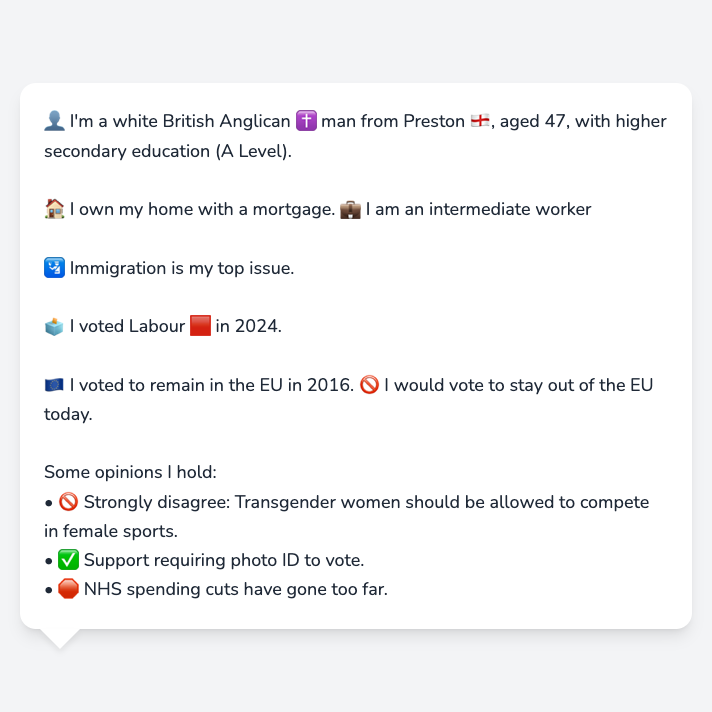 👤 I'm a white British Anglican ✝️ man from Preston 🏴󠁧󠁢󠁥󠁮󠁧󠁿, aged 47, with higher
secondary education (A Level).
🏠 I own my home with a mortgage. 💼 I am an intermediate worker
🛂 Immigration is my top issue.
🗳️ I voted Labour 🟥 in 2024.
🇪🇺 I voted to remain in the EU in 2016. 🚫 I would vote to stay out of the EU
today.
Some opinions I hold:
• 🚫 Strongly disagree: Transgender women should be allowed to compete
in female sports.
• ✅ Support requiring photo ID to vote.
• 🛑 NHS spending cuts have gone too far.